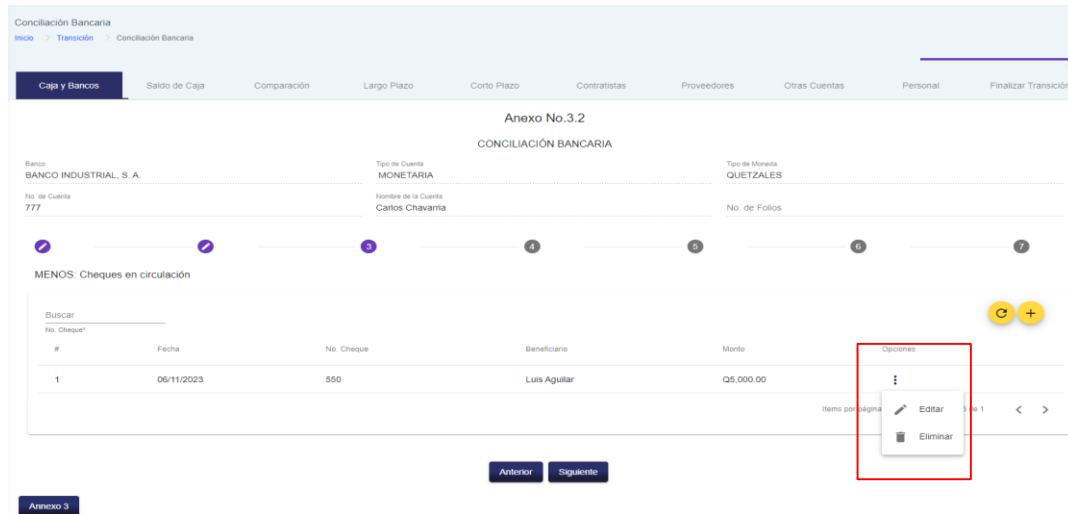 Conciliación Bancaria
Inicio > Transición > Conciliación Bancaria
Caja y Bancos Saldo de Caja Comparación Largo Plazo Corto Plazo Contratistas Proveedores Otras Cuentas Personal Finalizar Transición
Anexo No.3.2
CONCILIACIÓN BANCARIA
Banco Tipo de Cuenta Tipo de Moneda
BANCO INDUSTRIAL, S. A. MONETARIA QUETZALES
No. de Cuenta Nombre de la Cuenta
777 Carlos Chavarria No. de Folios
3 4 5 6 7
MENOS: Cheques en circulación
Buscar
No. Cheque*
# Fecha No. Cheque Beneficiario Monto Opciones
1 06/11/2023 550 Luis Aguilar Q5,000.00
Items por página de 1
Editar
Eliminar
Anterior Siguiente
Annexo 3